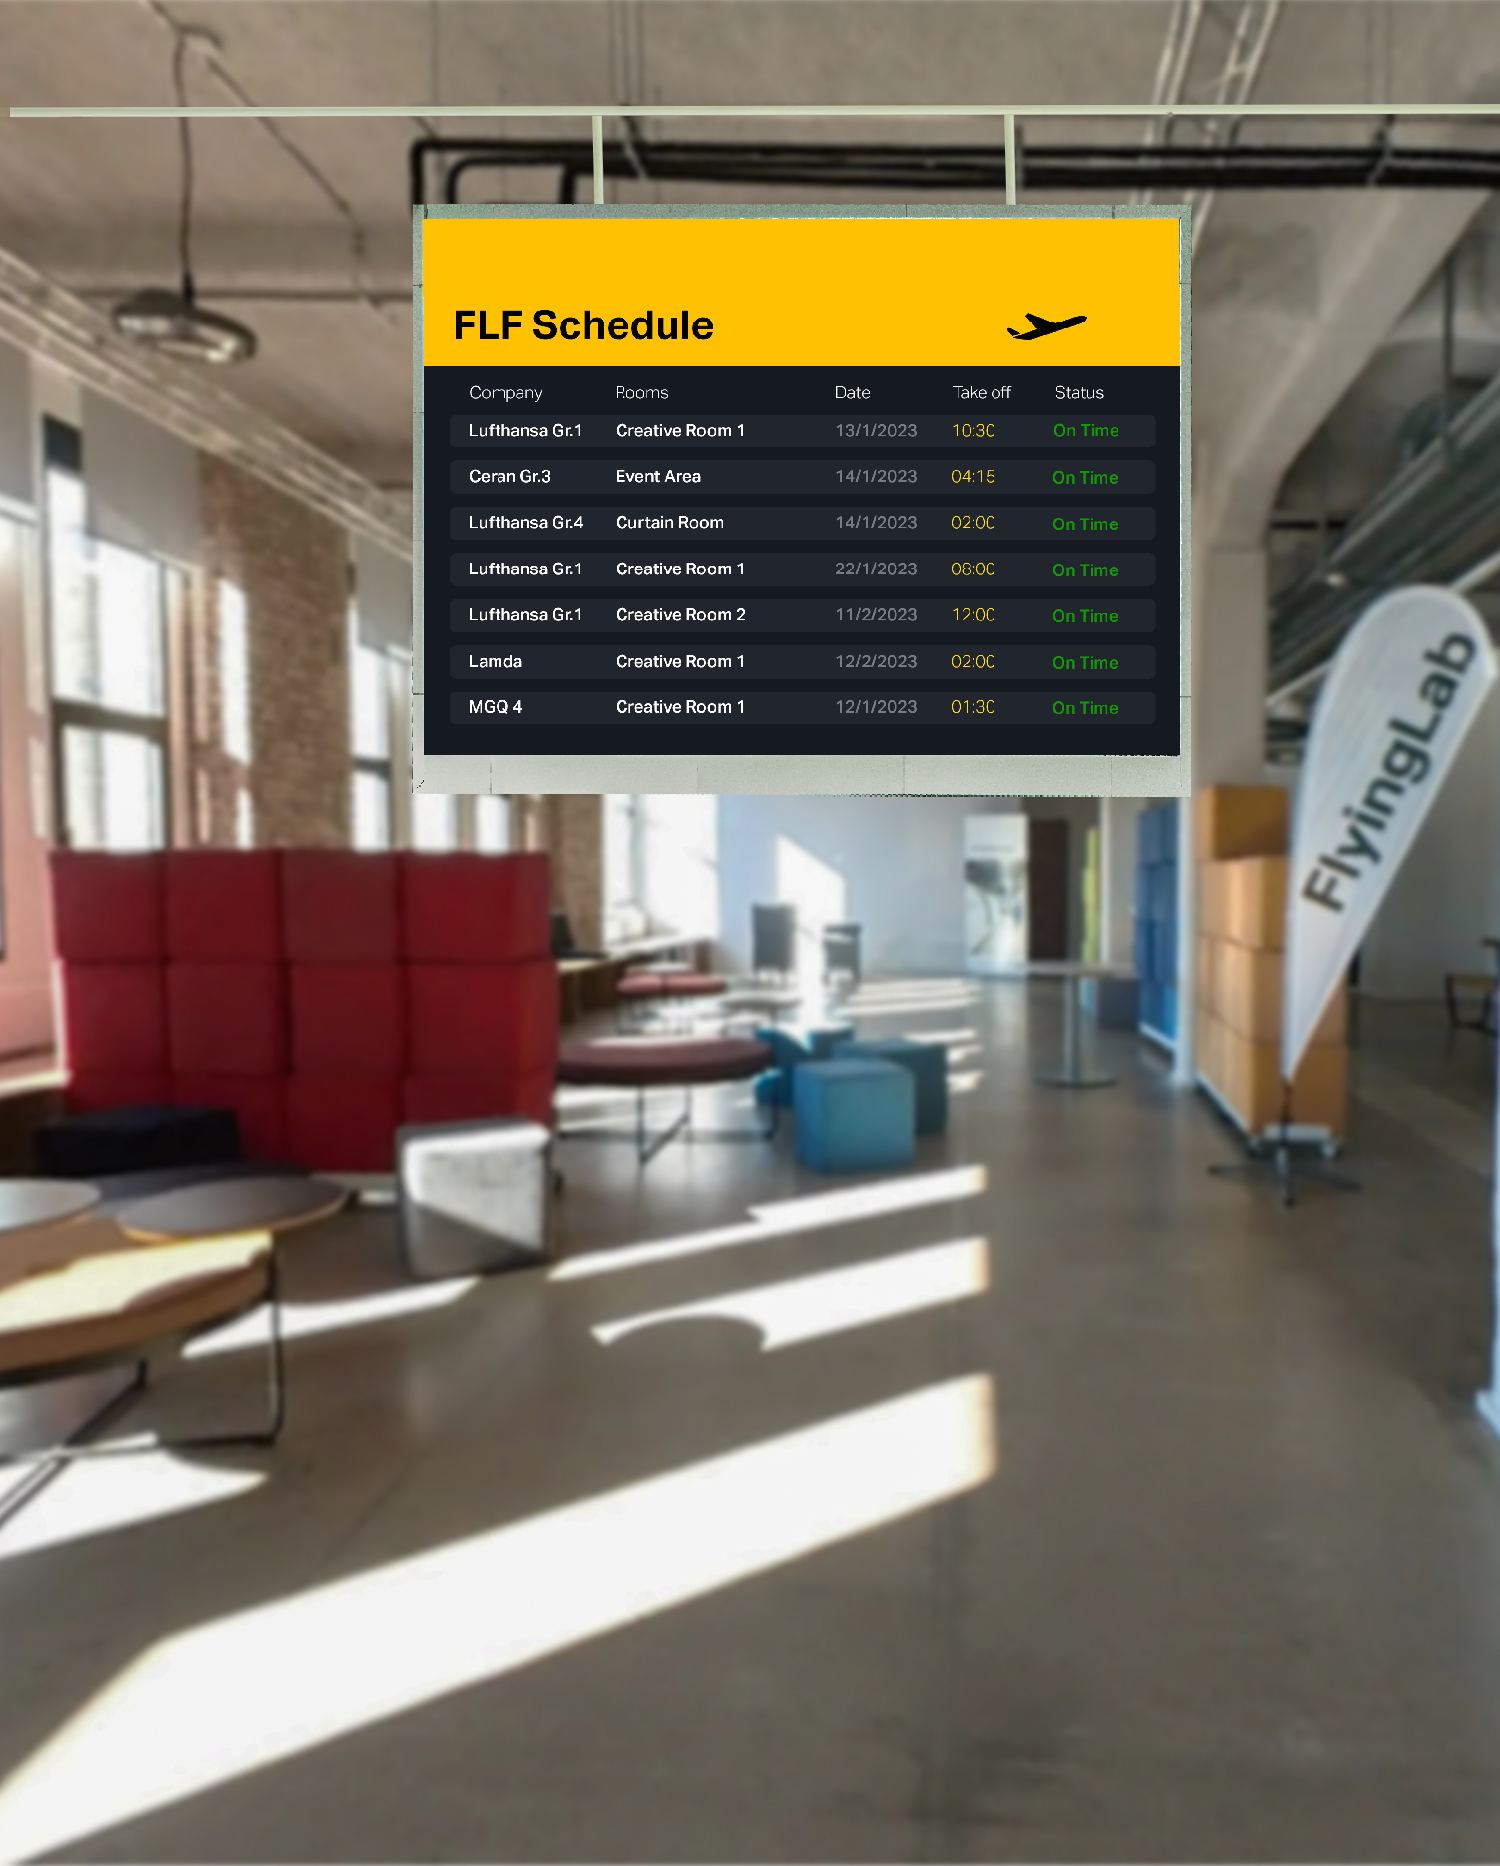 FLF Schedule
Company Rooms Date Take off Status
Lufthansa Gr.1 Creative Room 1 13/1/2023 10:30 On Time
Ceran Gr.3 Event Area 14/1/2023 04:15 On Time
Lufthansa Gr.4 Curtain Room 14/1/2023 02:00 On Time
Lufthansa Gr.1 Creative Room 1 22/1/2023 08:00 On Time
Lufthansa Gr.1 Creative Room 2 11/2/2023 12:00 On Time
Lamda Creative Room 1 12/2/2023 02:00 On Time
MGQ 4 Creative Room 1 12/1/2023 01:30 On Time
FlyingLab